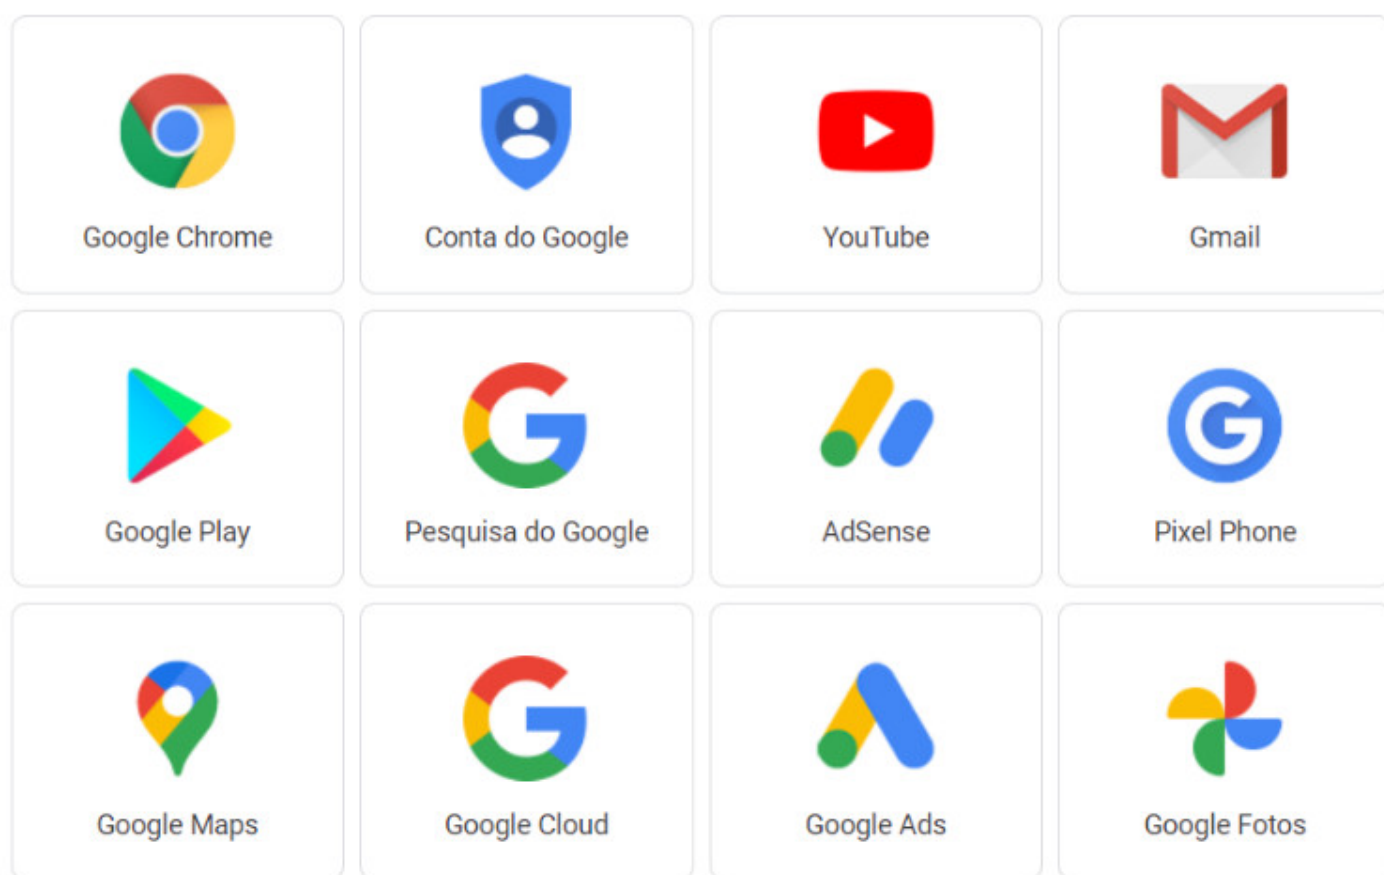 Google Chrome
Conta do Google
YouTube
Gmail
Google Play
Pesquisa do Google
AdSense
Pixel Phone
Google Maps
Google Cloud
Google Ads
Google Fotos